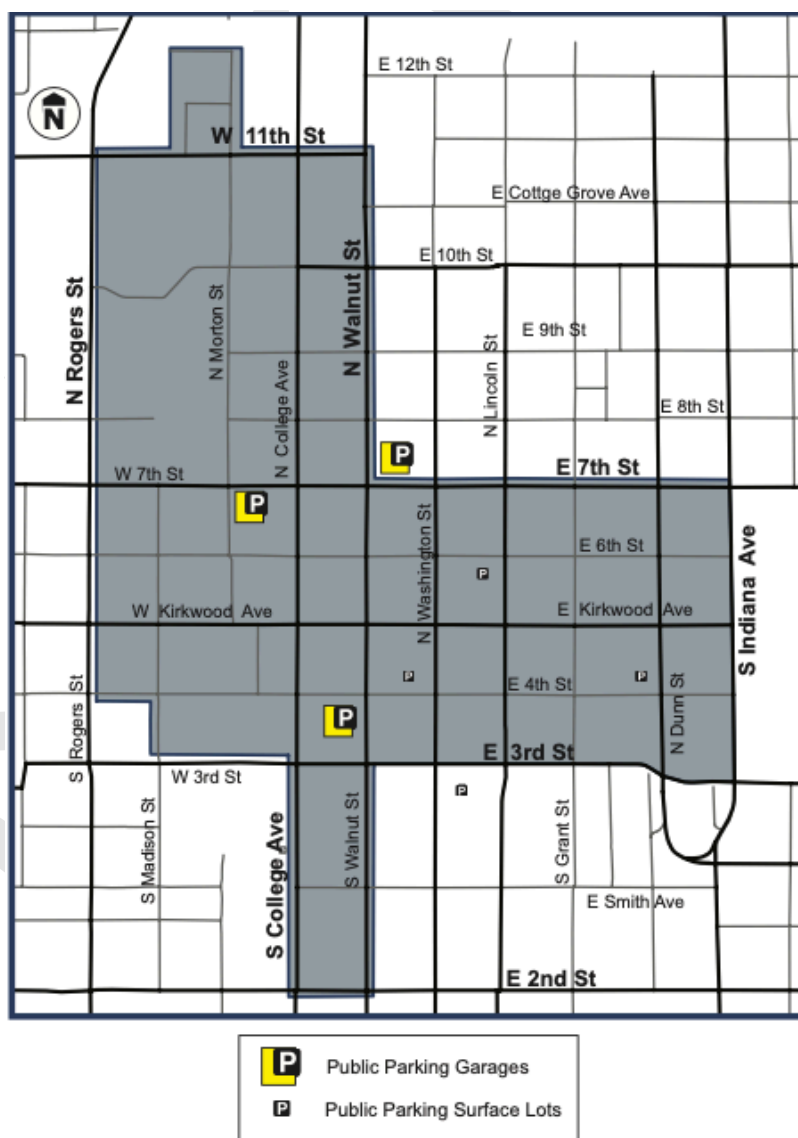 E 12th St
N
W 11th St
E Cottge Grove Ave
E 10th St
N Rogers St
N Morton St
N Walnut St
N College Ave
N Lincoln St
E 9th St
E 8th St
P
W 7th St
E 7th St
P
N Washington St
E 6th St
P
S Indiana Ave
W Kirkwood Ave
E Kirkwood Ave
P
P
E 4th St
N Dunn St
S Rogers St
P
E 3rd St
W 3rd St
P
S Madison St
S College Ave
S Walnut St
S Grant St
E Smith Ave
E 2nd St
P Public Parking Garages
P Public Parking Surface Lots